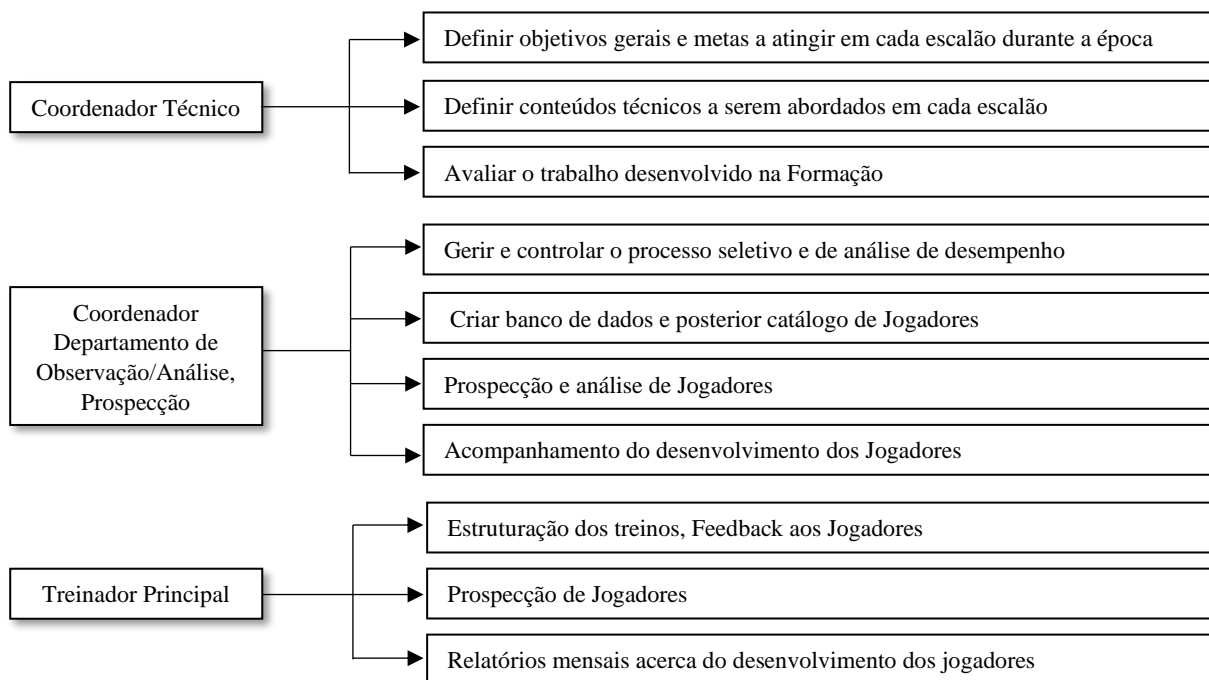 Coordenador Técnico
Definir objetivos gerais e metas a atingir em cada escalão durante a época
Definir conteúdos técnicos a serem abordados em cada escalão
Avaliar o trabalho desenvolvido na Formação
Coordenador
Departamento de
Observação/Análise,
Prospecção
Gerir e controlar o processo seletivo e de análise de desempenho
Criar banco de dados e posterior catálogo de Jogadores
Prospecção e análise de Jogadores
Acompanhamento do desenvolvimento dos Jogadores
Treinador Principal
Estruturação dos treinos, Feedback aos Jogadores
Prospecção de Jogadores
Relatórios mensais acerca do desenvolvimento dos jogadores